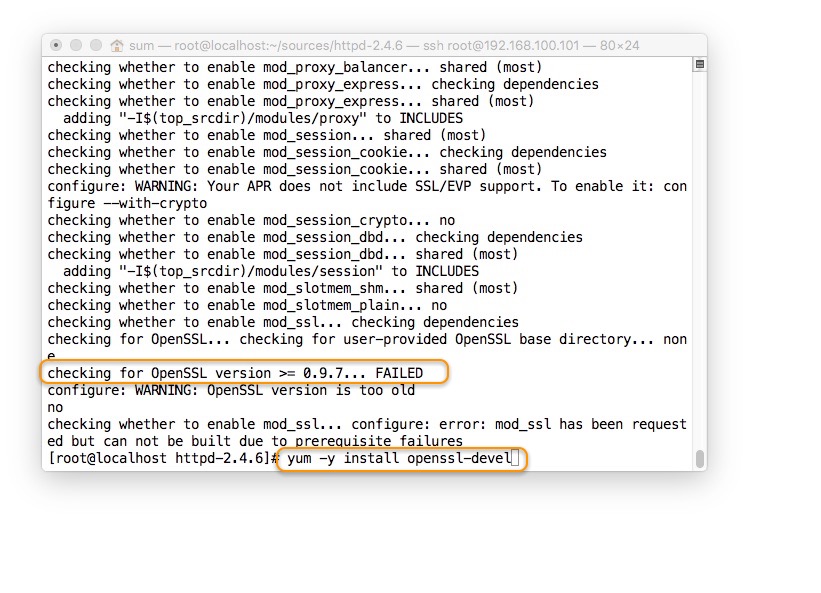 sum — root@localhost:~/sources/httpd-2.4.6 — ssh root@192.168.100.101 — 80×24
checking whether to enable mod_proxy_balancer... shared (most)
checking whether to enable mod_proxy_express... checking dependencies
checking whether to enable mod_proxy_express... shared (most)
  adding "-I$(top_srcdir)/modules/proxy" to INCLUDES
checking whether to enable mod_session... shared (most)
checking whether to enable mod_session_cookie... checking dependencies
checking whether to enable mod_session_cookie... shared (most)
configure: WARNING: Your APR does not include SSL/EVP support. To enable it: con
figure --with-crypto
checking whether to enable mod_session_crypto... no
checking whether to enable mod_session_dbd... checking dependencies
checking whether to enable mod_session_dbd... shared (most)
  adding "-I$(top_srcdir)/modules/session" to INCLUDES
checking whether to enable mod_slotmem_shm... shared (most)
checking whether to enable mod_slotmem_plain... no
checking whether to enable mod_ssl... checking dependencies
checking for OpenSSL... checking for user-provided OpenSSL base directory... non
e
checking for OpenSSL version >= 0.9.7... FAILED
configure: WARNING: OpenSSL version is too old
no
checking whether to enable mod_ssl... configure: error: mod_ssl has been request
ed but can not be built due to prerequisite failures
[root@localhost httpd-2.4.6]# yum -y install openssl-devel